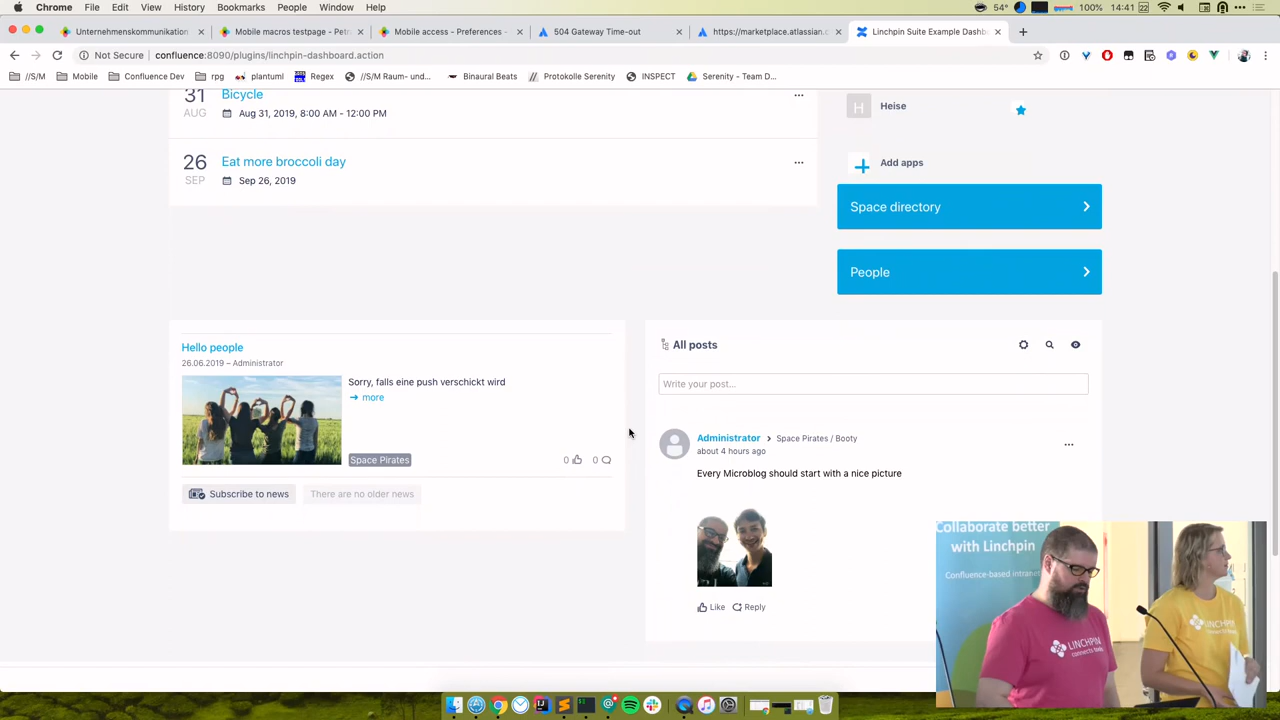 Chrome File Edit View History Bookmarks People Window Help 54° 100% 14:41 22
Unternehmenskommunikation Mobile macros testpage - Petr Mobile access - Preferences - 504 Gateway Time-out https://marketplace.atlassian. Linchpin Suite Example Dashb
Not Secure confluence:8090/plugins/linchpin-dashboard.action
//S/M Mobile Confluence Dev rpg plantuml Regex //S/M Raum- und... Binaural Beats Protokolle Serenity INSPECT Serenity - Team D...
31 Bicycle
AUG Aug 31, 2019, 8:00 AM - 12:00 PM
26 Eat more broccoli day
SEP Sep 26, 2019
H Heise
Add apps
Space directory
People
Hello people
26.06.2019 – Administrator
Sorry, falls eine push verschickt wird
more
Space Pirates 0 0
Subscribe to news There are no older news
All posts
Write your post...
Administrator Space Pirates / Booty
about 4 hours ago
Every Microblog should start with a nice picture
Like Reply
Collaborate better
with Linchpin
Confluence-based intran
LINCHPIN
LINCHPIN